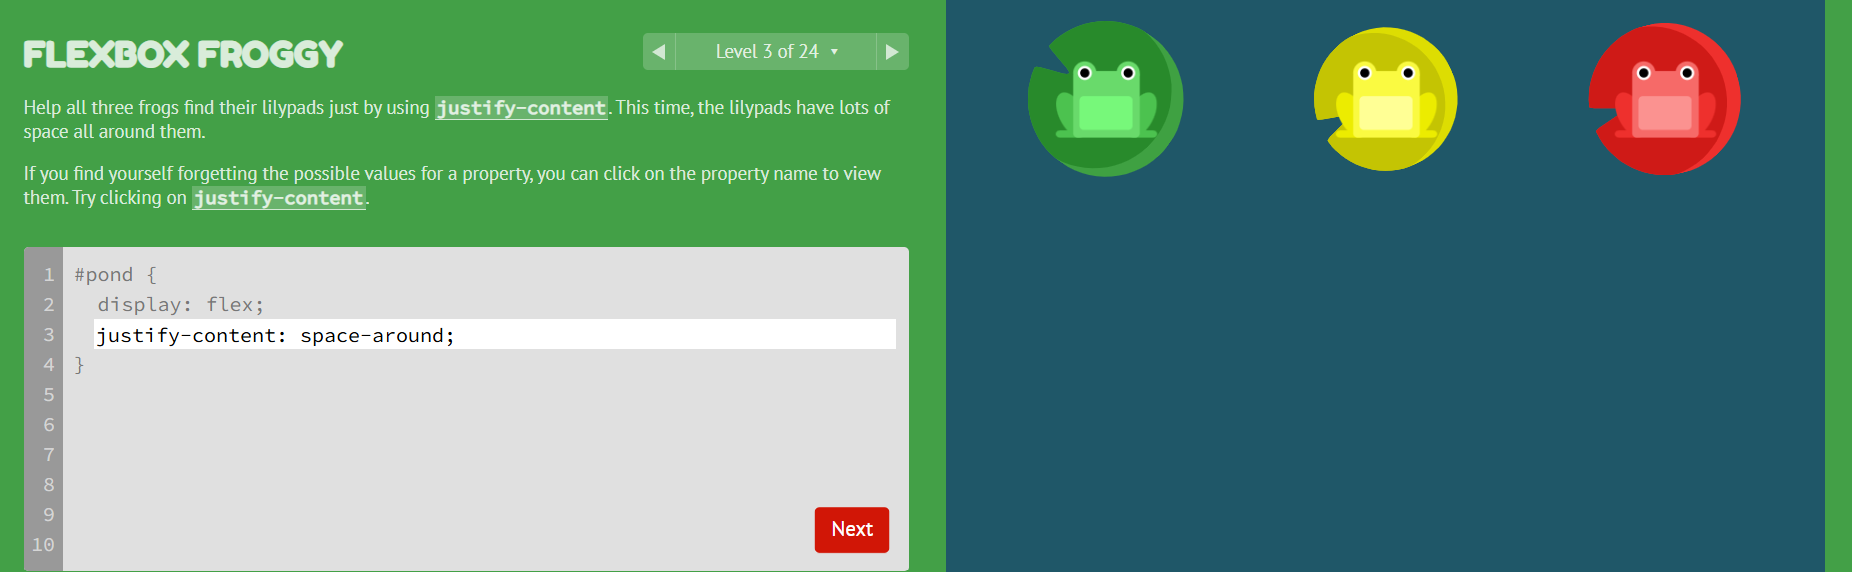 FLEXBOX FROGGY
◀ Level 3 of 24 ▾ ▶
Help all three frogs find their lilypads just by using justify-content. This time, the lilypads have lots of
space all around them.
If you find yourself forgetting the possible values for a property, you can click on the property name to view
them. Try clicking on justify-content.
1 #pond {
2 display: flex;
3 justify-content: space-around;
4 }
5
6
7
8
9
10
Next